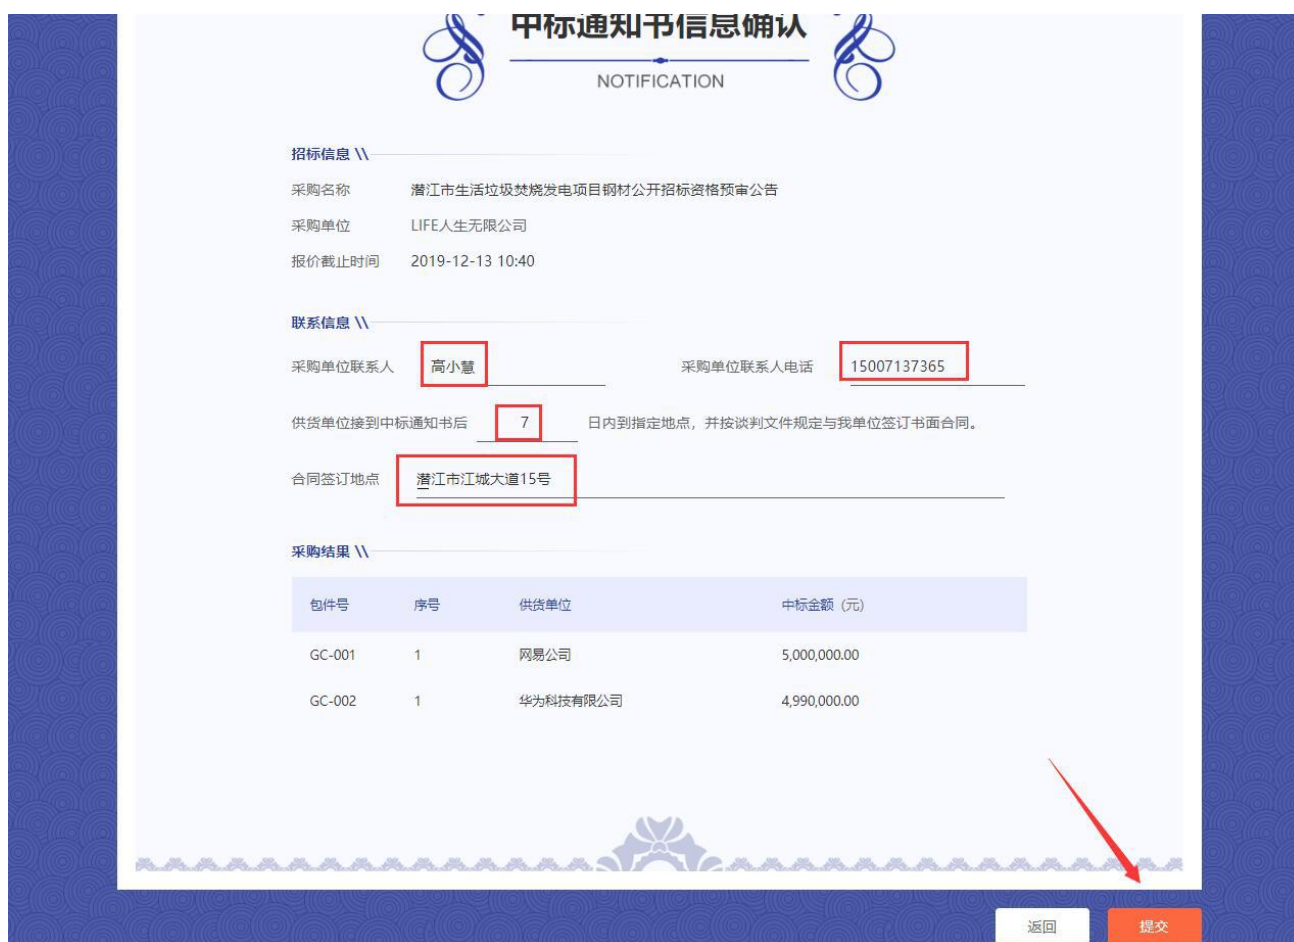 中标通知书信息确认
NOTIFICATION
招标信息 \\
采购名称 潜江市生活垃圾焚烧发电项目钢材公开招标资格预审公告
采购单位 LIFE人生无限公司
报价截止时间 2019-12-13 10:40
联系信息 \\
采购单位联系人 高小慧 采购单位联系人电话 15007137365
供货单位接到中标通知书后 7 日内到指定地点，并按谈判文件规定与我单位签订书面合同。
合同签订地点 潜江市江城大道15号
采购结果 \\
包件号 序号 供货单位 中标金额（元）
GC-001 1 网易公司 5,000,000.00
GC-002 1 华为科技有限公司 4,990,000.00
返回 提交